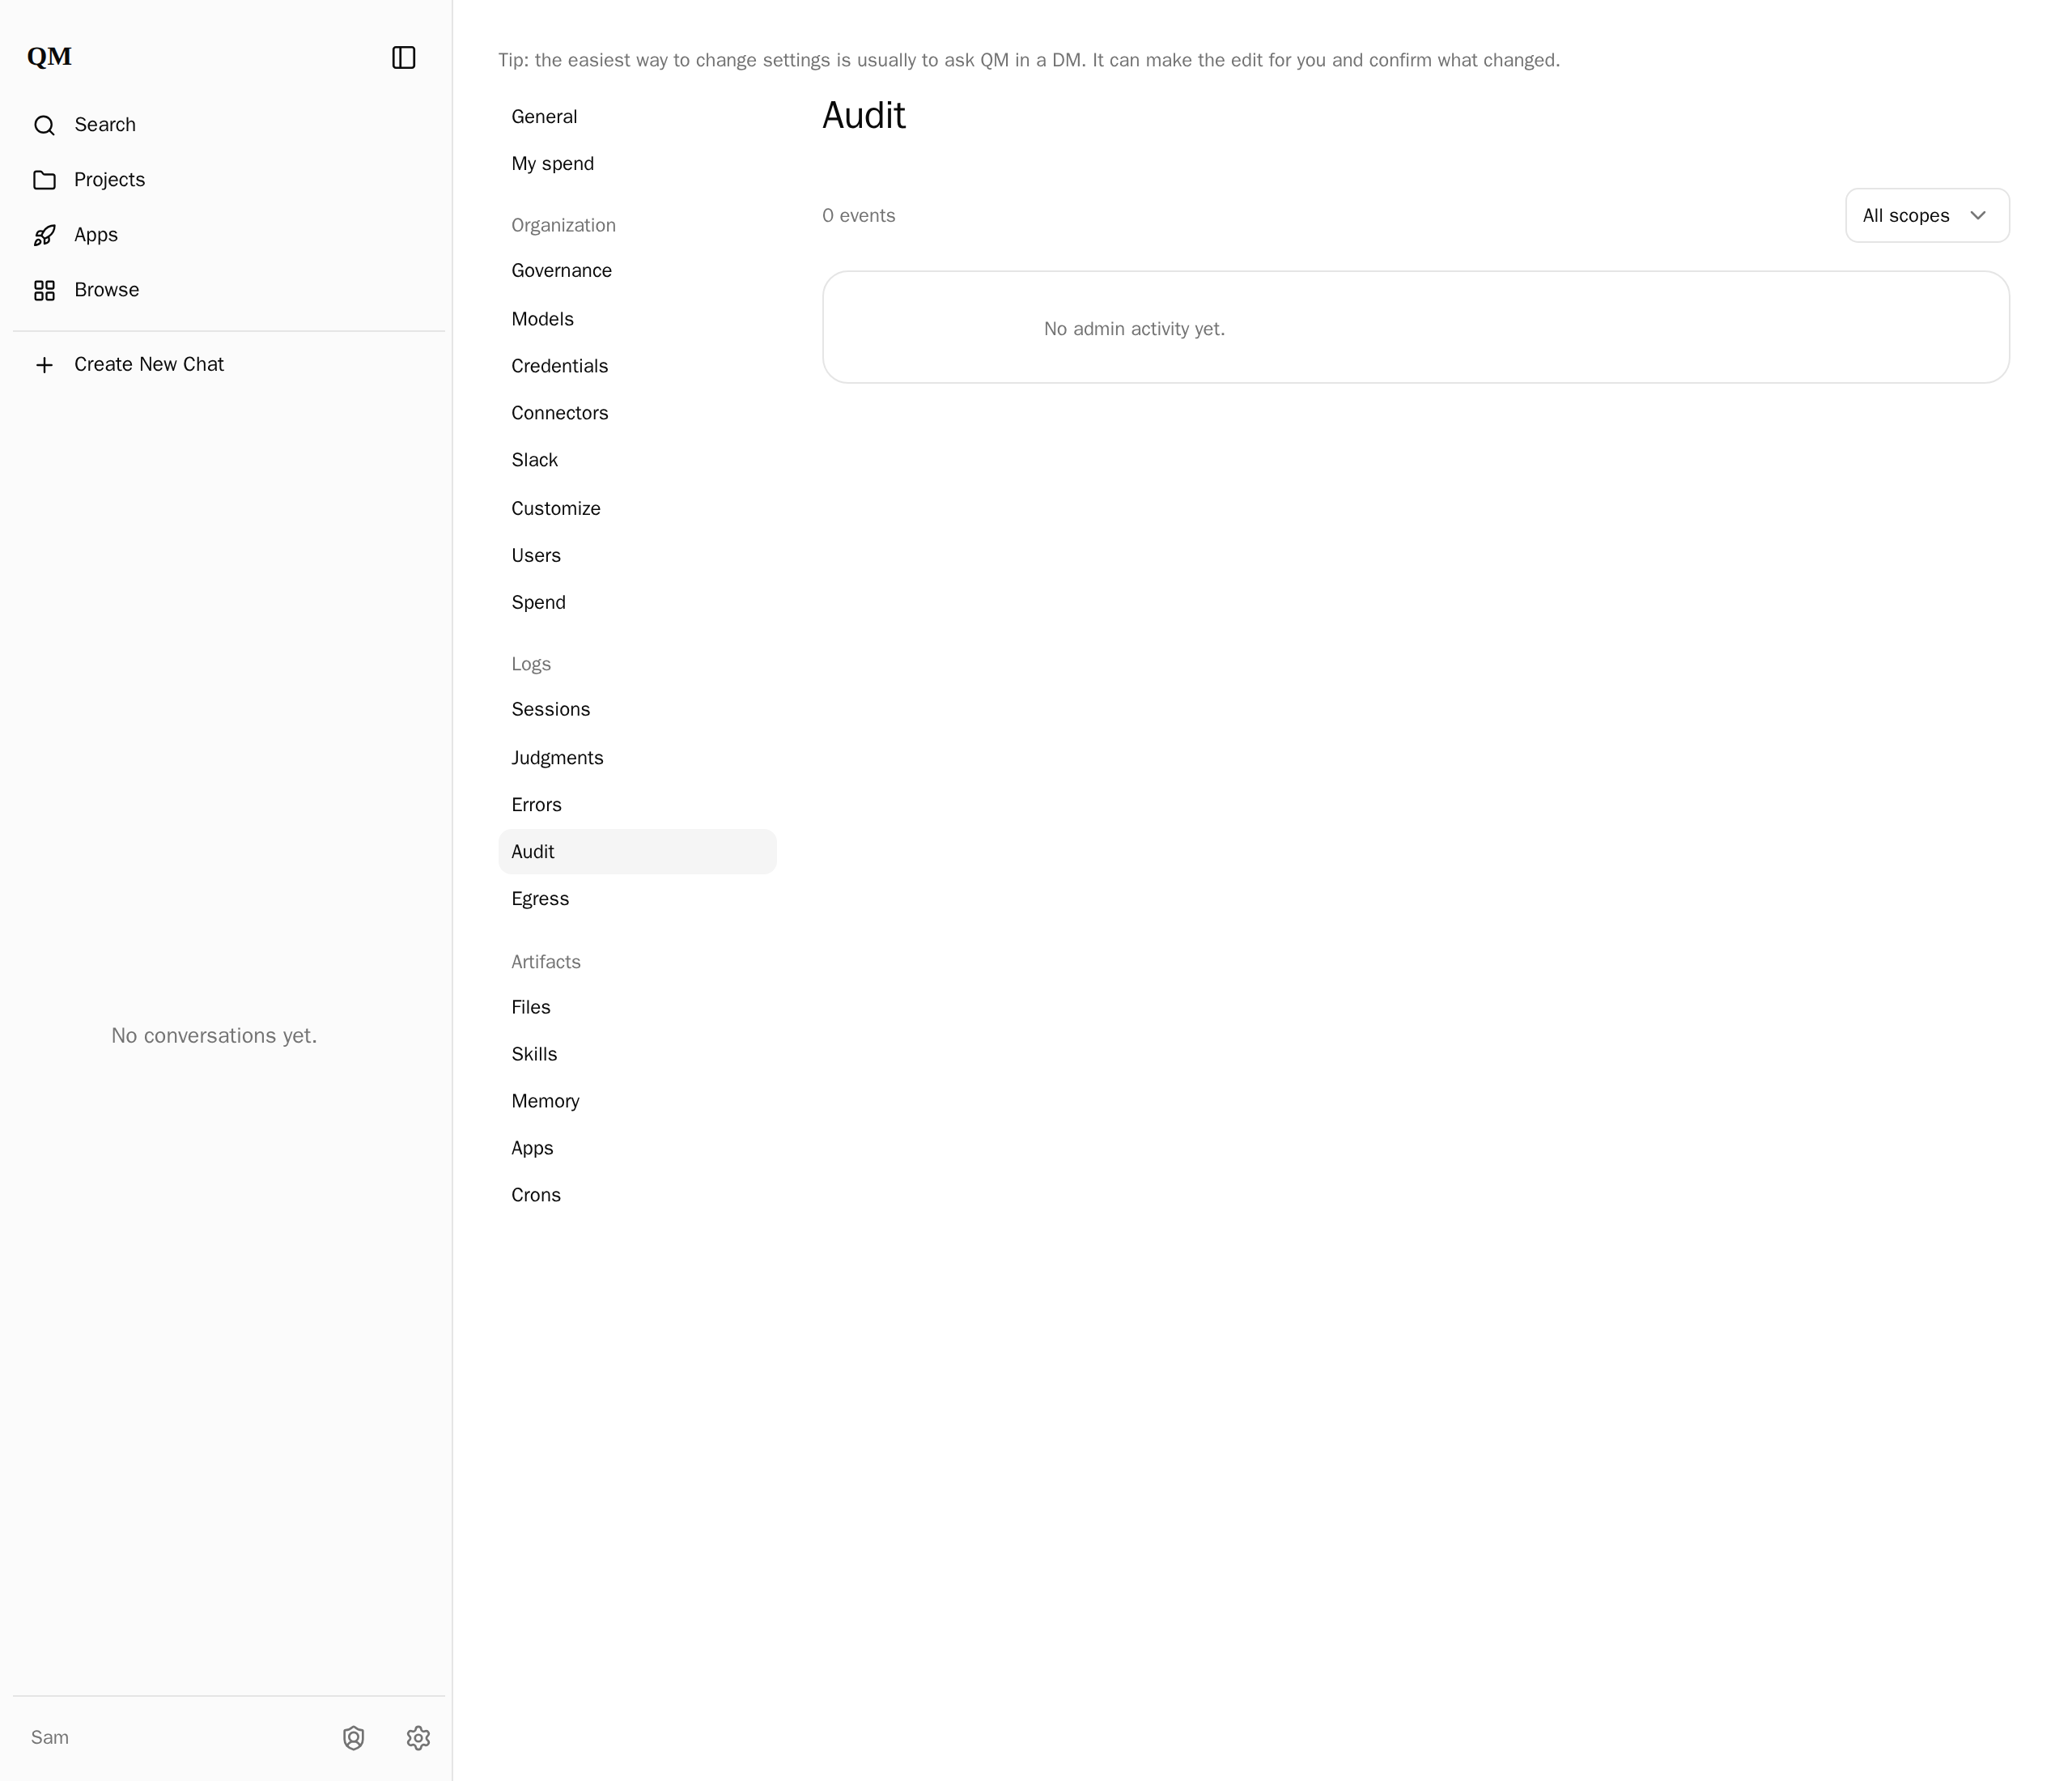 QM
Search
Projects
Apps
Browse
Create New Chat
No conversations yet.
Sam
Tip: the easiest way to change settings is usually to ask QM in a DM. It can make the edit for you and confirm what changed.
General
My spend
Organization
Governance
Models
Credentials
Connectors
Slack
Customize
Users
Spend
Logs
Sessions
Judgments
Errors
Audit
Egress
Artifacts
Files
Skills
Memory
Apps
Crons
Audit
0 events
All scopes
No admin activity yet.